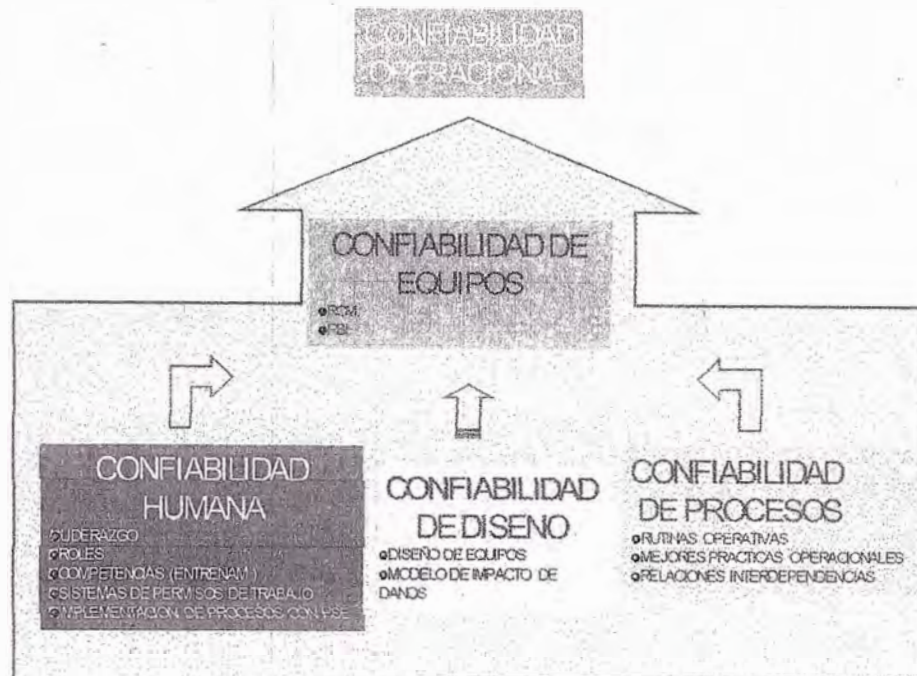 CONFIABILIDAD
OPERACIONAL
CONFIABILIDAD DE
EQUIPOS
RCM
RBI
CONFIABILIDAD
HUMANA
LIDERAZGO
ROLES
COMPETENCIAS (ENTRENAM.)
SISTEMAS DE PERMISOS DE TRABAJO
IMPLEMENTACION DE PROCESOS CON
CONFIABILIDAD
DE DISENO
DISEÑO DE EQUIPOS
MODELO DE IMPACTO DE
DANOS
CONFIABILIDAD
DE PROCESOS
RUTINAS OPERATIVAS
MEJORES PRACTICAS OPERACIONALES
RELACIONES INTERDEPENDENCIAS